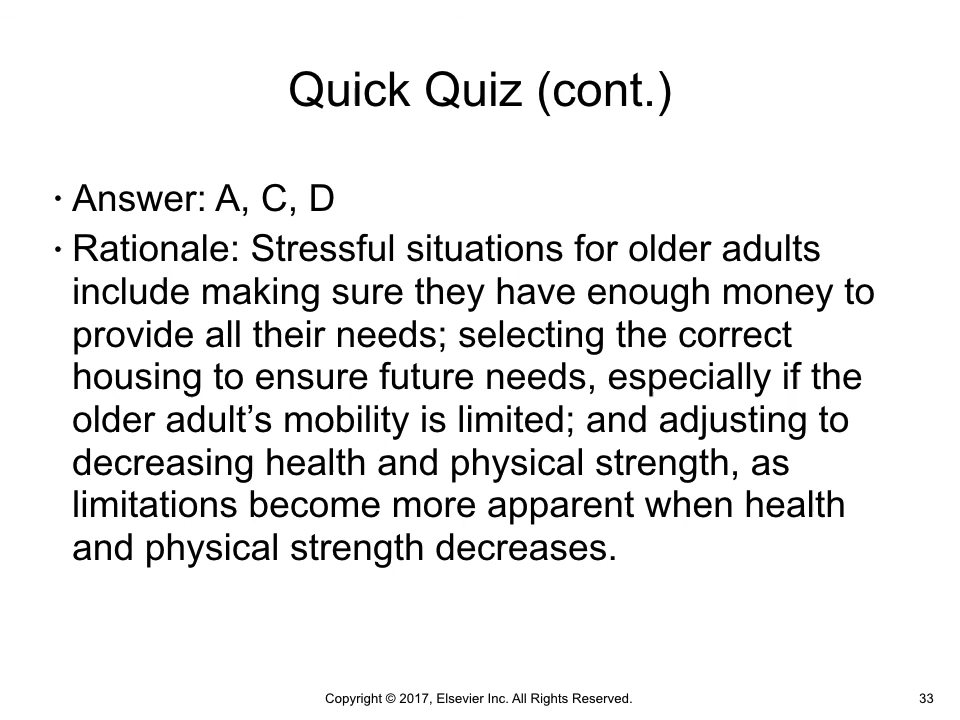 Quick Quiz (cont.)
· Answer: A, C, D
· Rationale: Stressful situations for older adults
include making sure they have enough money to
provide all their needs; selecting the correct
housing to ensure future needs, especially if the
older adult’s mobility is limited; and adjusting to
decreasing health and physical strength, as
limitations become more apparent when health
and physical strength decreases.
Copyright © 2017, Elsevier Inc. All Rights Reserved.
33